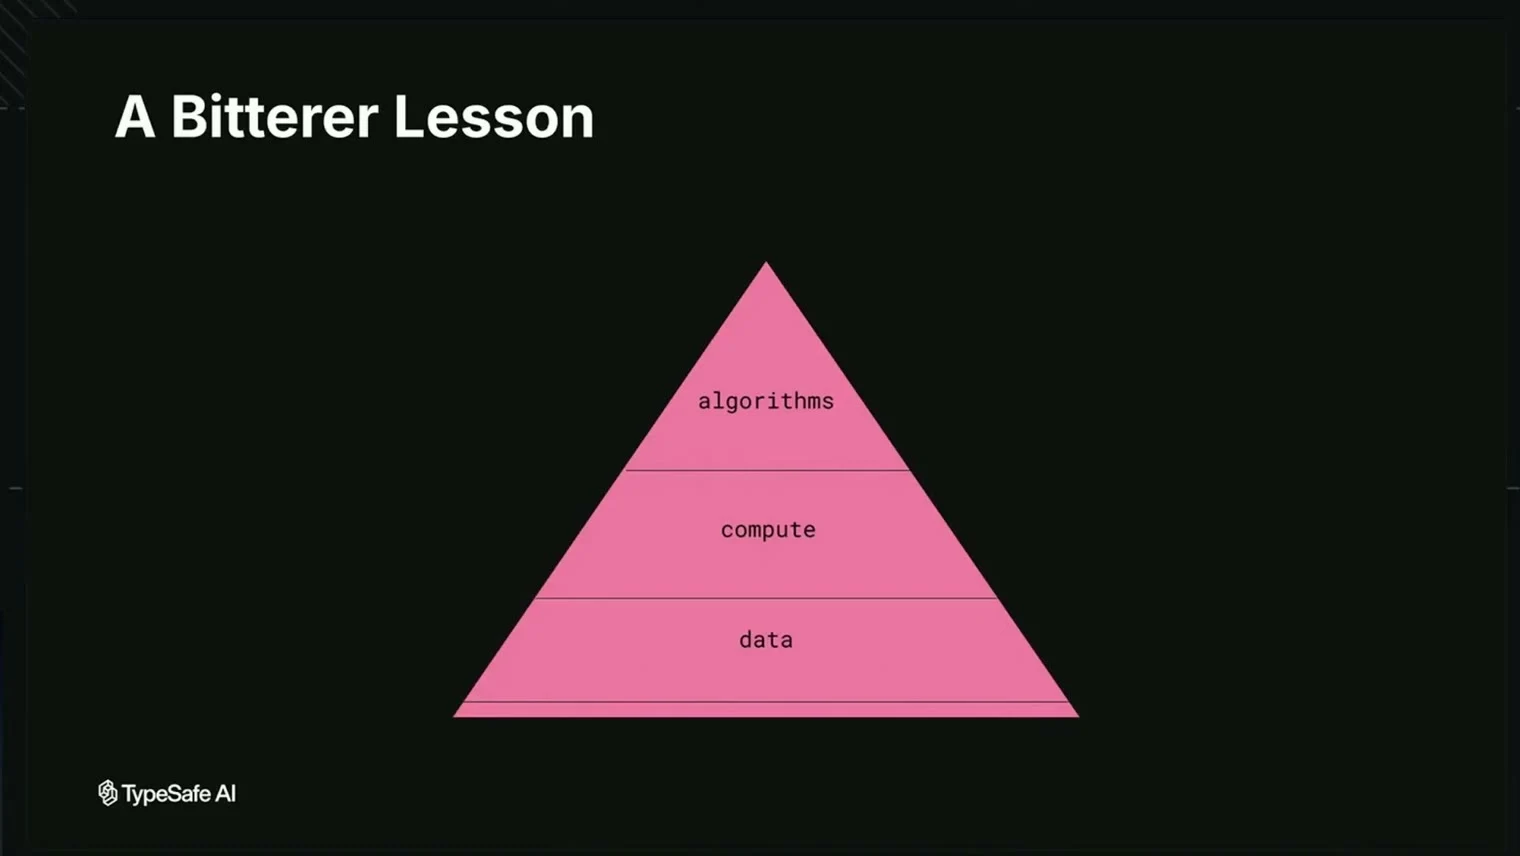 A Bitterer Lesson
algorithms
compute
data
TypeSafe AI